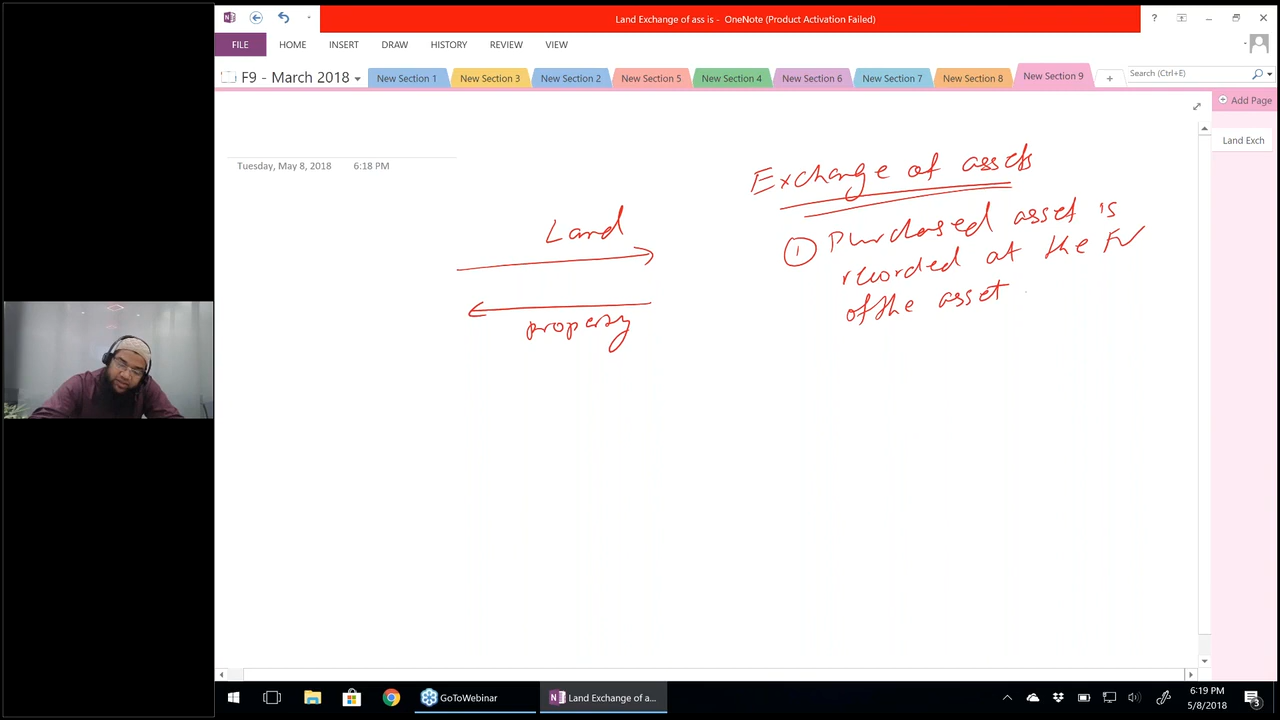 Land Exchange of ass is - OneNote (Product Activation Failed)
?
FILE
HOME
INSERT
DRAW
HISTORY
REVIEW
VIEW
F9 - March 2018
New Section 1
New Section 3
New Section 2
New Section 5
New Section 4
New Section 6
New Section 7
New Section 8
New Section 9
+
Search (Ctrl+E)
Add Page
Land Exch
Tuesday, May 8, 2018
6:18 PM
Exchange of assets
Land
property
① Purchased asset is
recorded at the FV
of the asset
GoToWebinar
Land Exchange of a...
6:19 PM
5/8/2018
3